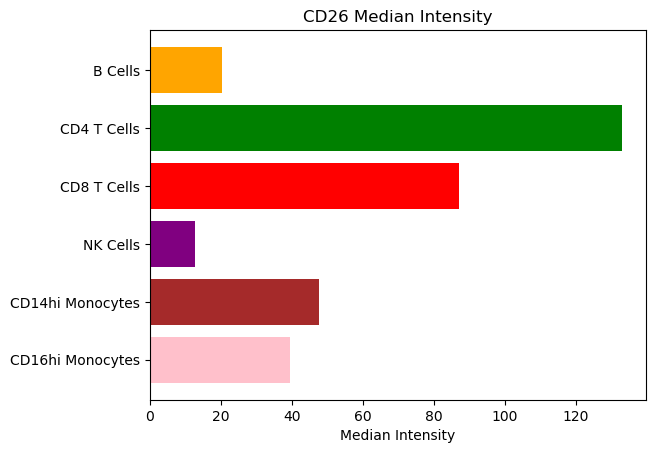 CD26 Median Intensity
B Cells
CD4 T Cells
CD8 T Cells
NK Cells
CD14hi Monocytes
CD16hi Monocytes
0 20 40 60 80 100 120
Median Intensity